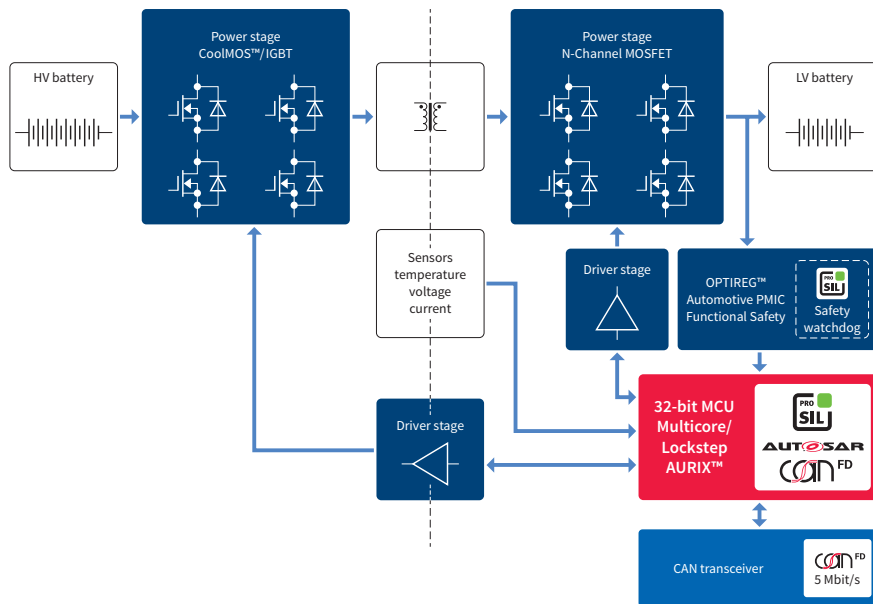 Power stage
CoolMOS™/IGBT
Power stage
N-Channel MOSFET
HV battery
LV battery
Sensors
temperature
voltage
current
Driver stage
OPTIREG™
Automotive PMIC
Functional Safety
PRO
SIL
Safety
watchdog
Driver stage
32-bit MCU
Multicore/
Lockstep
AURIX™
PRO
SIL
AUTOSAR
CAN FD
CAN transceiver
CAN FD
5 Mbit/s